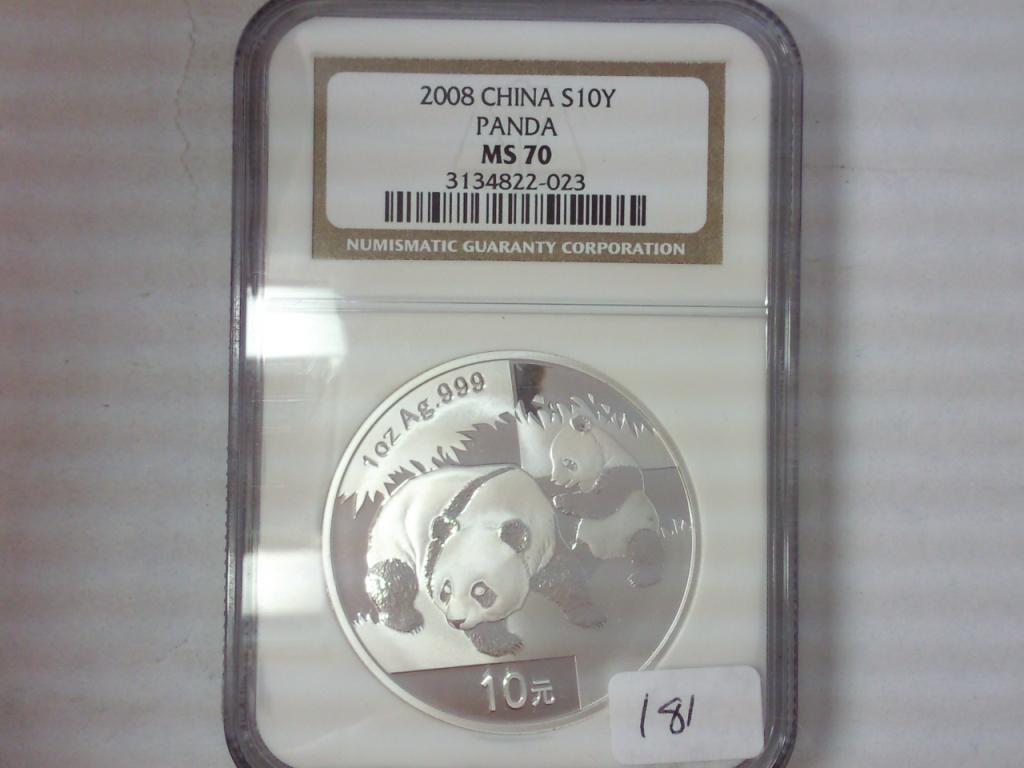 2008 CHINA S10Y
PANDA
MS 70
3134822-023
NUMISMATIC GUARANTY CORPORATION
1oz Ag.999
10元
181